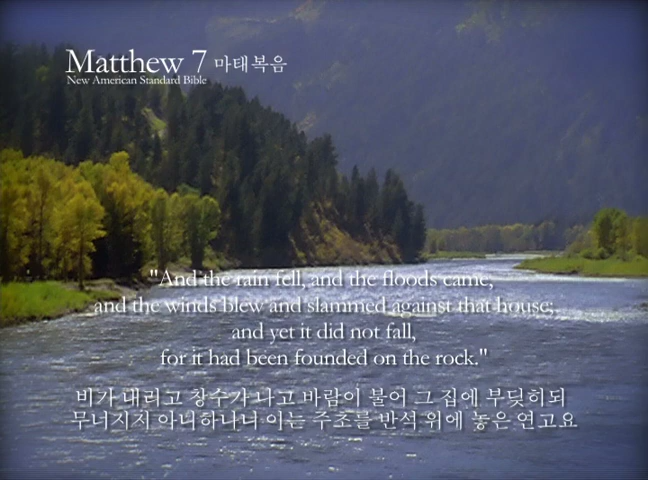 Matthew 7 마태복음
New American Standard Bible
"And the rain fell, and the floods came,
and the winds blew and slammed against that house;
and yet it did not fall,
for it had been founded on the rock."
비가 내리고 창수가 나고 바람이 불어 그 집에 부딪히되
무너지지 아니하나니 이는 주초를 반석 위에 놓은 연고요